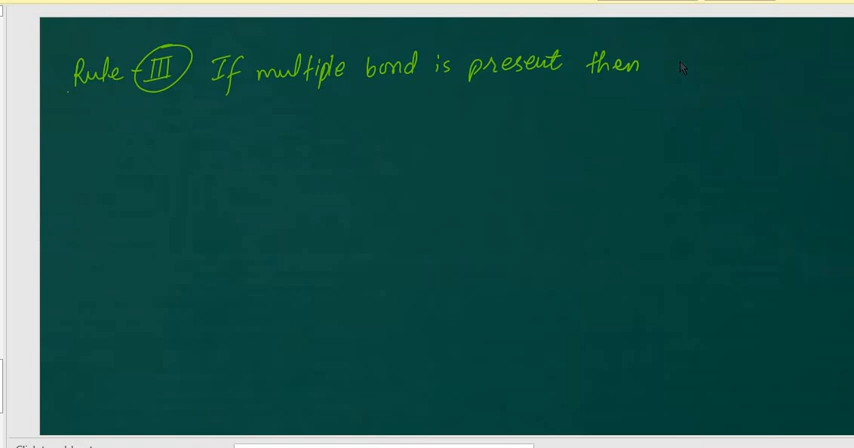 Rule - III If multiple bond is present then